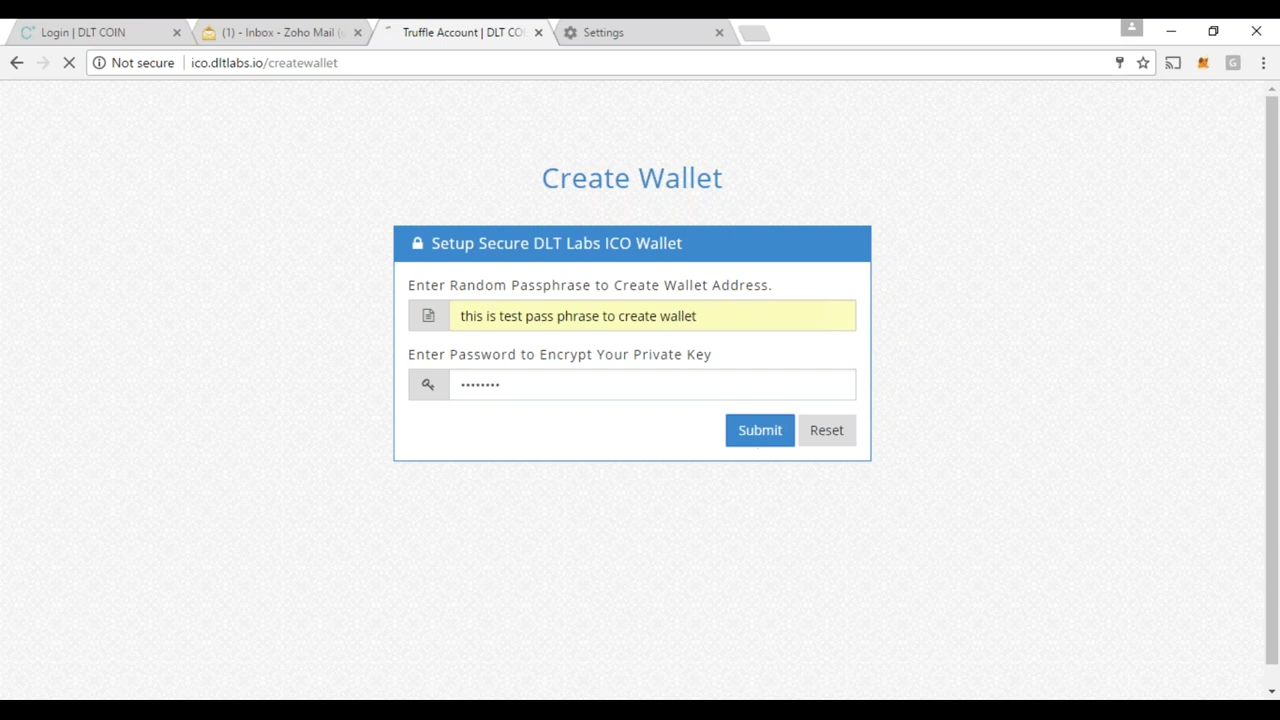 Login | DLT COIN
(1) - Inbox - Zoho Mail (
Truffle Account | DLT CO
Settings
Not secure
ico.dltlabs.io/createwallet
G
Create Wallet
Setup Secure DLT Labs ICO Wallet
Enter Random Passphrase to Create Wallet Address.
this is test pass phrase to create wallet
Enter Password to Encrypt Your Private Key
••••••••
Submit
Reset